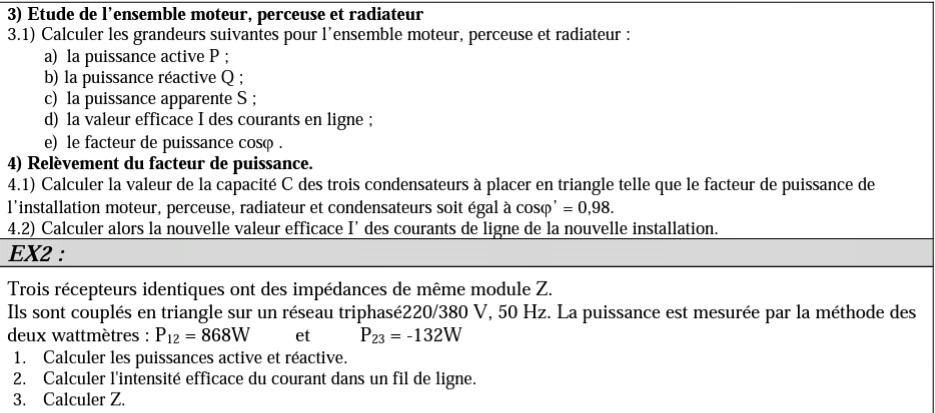 3) Etude de l’ensemble moteur, perceuse et radiateur
3.1) Calculer les grandeurs suivantes pour l’ensemble moteur, perceuse et radiateur :
a) la puissance active P ;
b) la puissance réactive Q ;
c) la puissance apparente S ;
d) la valeur efficace I des courants en ligne ;
e) le facteur de puissance cosφ .
4) Relèvement du facteur de puissance.
4.1) Calculer la valeur de la capacité C des trois condensateurs à placer en triangle telle que le facteur de puissance de
l’installation moteur, perceuse, radiateur et condensateurs soit égal à cosφ’ = 0,98.
4.2) Calculer alors la nouvelle valeur efficace I’ des courants de ligne de la nouvelle installation.
EX2 :
Trois récepteurs identiques ont des impédances de même module Z.
Ils sont couplés en triangle sur un réseau triphasé220/380 V, 50 Hz. La puissance est mesurée par la méthode des
deux wattmètres : P₁₂ = 868W et P₂₃ = -132W
1. Calculer les puissances active et réactive.
2. Calculer l'intensité efficace du courant dans un fil de ligne.
3. Calculer Z.